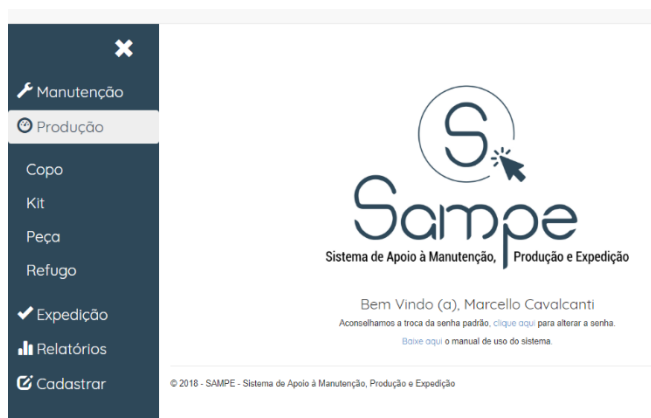 Manutenção
Produção
Copo
Kit
Peça
Refugo
Expedição
Relatórios
Cadastrar
S
Sampe
Sistema de Apoio à Manutenção, Produção e Expedição
Bem Vindo (a), Marcello Cavalcanti
Aconselhamos a troca da senha padrão, clique aqui para alterar a senha.
Baixe aqui o manual de uso do sistema.
© 2018 - SAMPE - Sistema de Apoio à Manutenção, Produção e Expedição